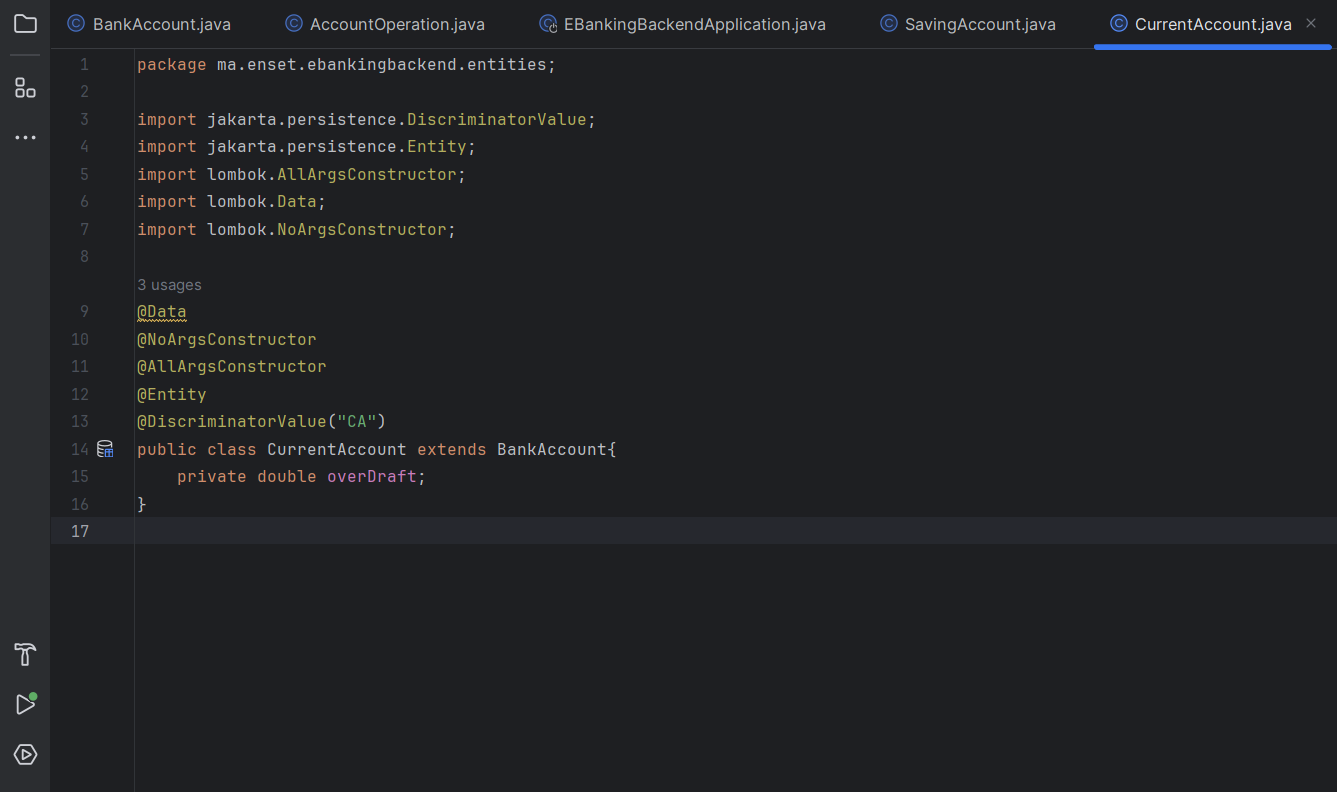 BankAccount.java AccountOperation.java EBankingBackendApplication.java SavingAccount.java CurrentAccount.java
1 package ma.enset.ebankingbackend.entities;
2
3 import jakarta.persistence.DiscriminatorValue;
4 import jakarta.persistence.Entity;
5 import lombok.AllArgsConstructor;
6 import lombok.Data;
7 import lombok.NoArgsConstructor;
8
3 usages
9 @Data
10 @NoArgsConstructor
11 @AllArgsConstructor
12 @Entity
13 @DiscriminatorValue("CA")
14 public class CurrentAccount extends BankAccount{
15 private double overDraft;
16 }
17